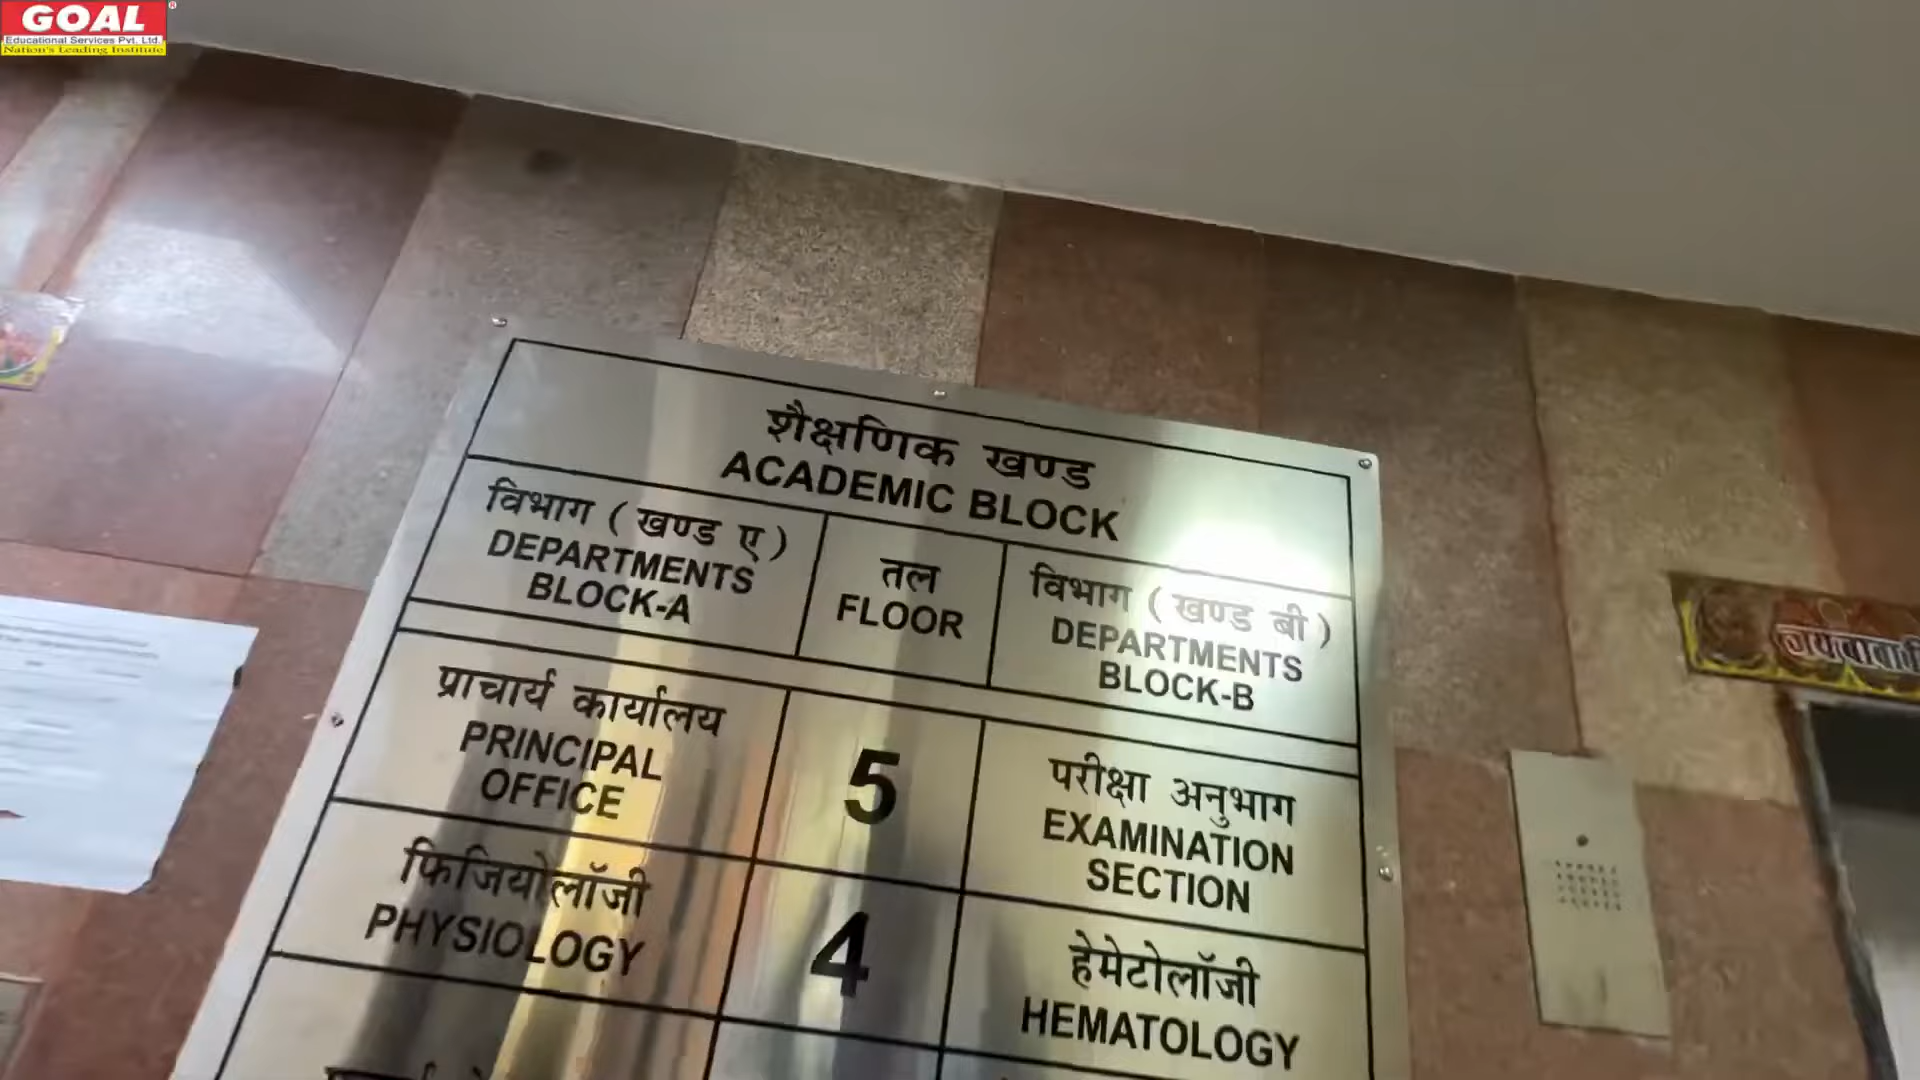 GOAL
Educational Services Pvt. Ltd.
Nation's Leading Institute
शैक्षणिक खण्ड
ACADEMIC BLOCK
विभाग ( खण्ड ए )
DEPARTMENTS
BLOCK-A
तल
FLOOR
विभाग ( खण्ड बी )
DEPARTMENTS
BLOCK-B
प्राचार्य कार्यालय
PRINCIPAL
OFFICE
5
परीक्षा अनुभाग
EXAMINATION
SECTION
फिजियोलॉजी
PHYSIOLOGY
4
हेमेटोलॉजी
HEMATOLOGY